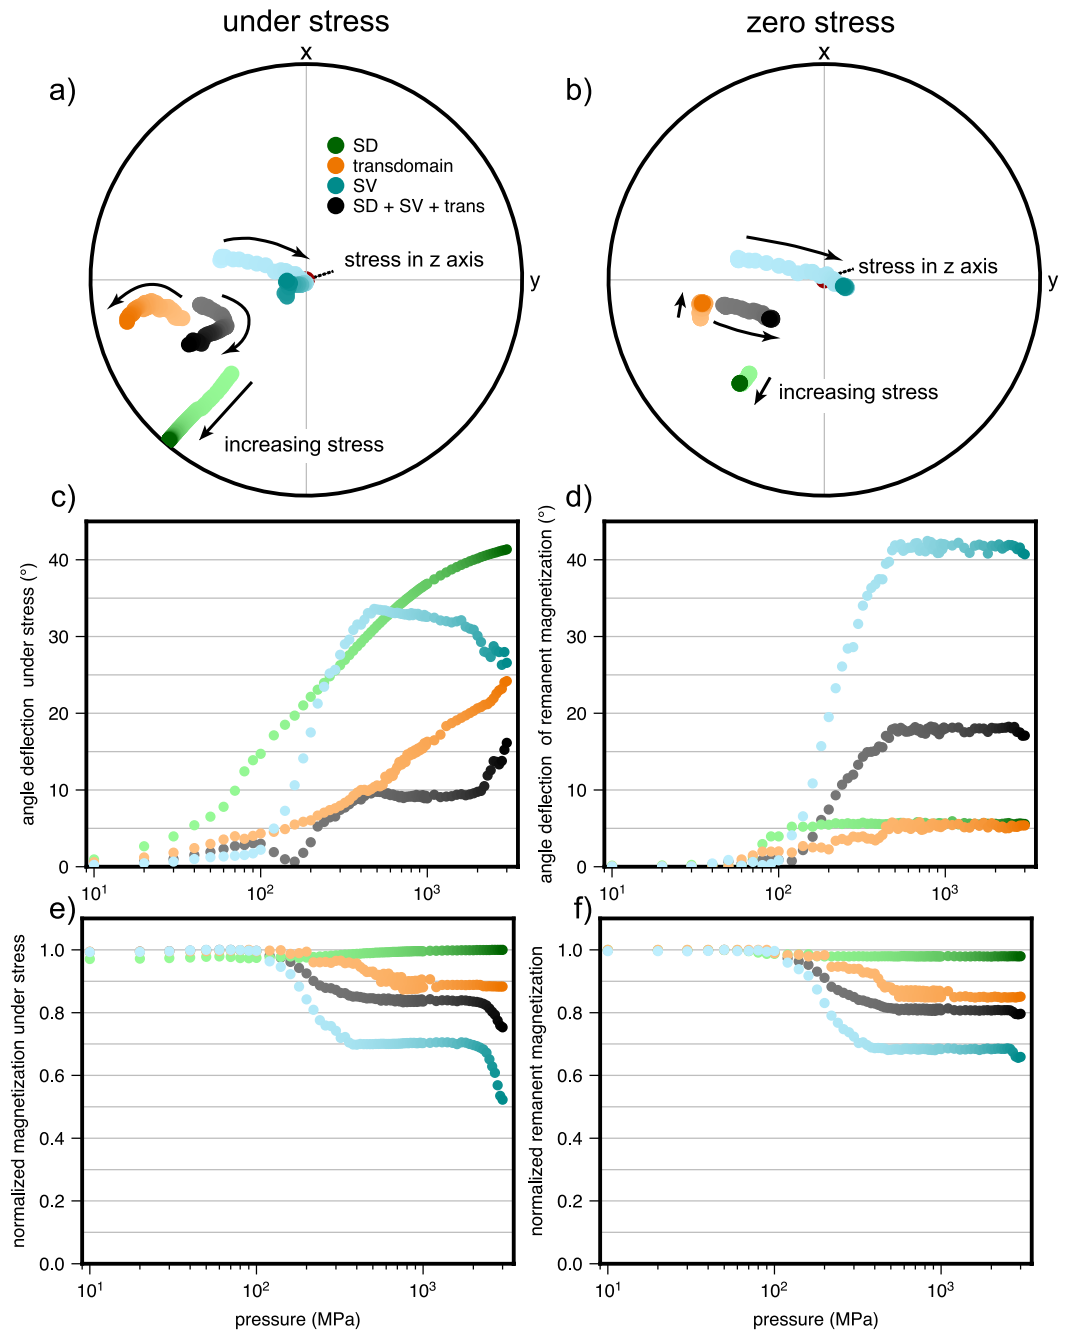 under stress
zero stress
x
x
a)
b)
SD
transdomain
SV
SD + SV + trans
stress in z axis
stress in z axis
y
y
increasing stress
increasing stress
c)
d)
angle deflection under stress (°)
40
30
20
10
0
10¹
10²
10³
angle deflection of remanent magnetization (°)
40
30
20
10
0
10¹
10²
10³
e)
f)
normalized magnetization under stress
1.0
0.8
0.6
0.4
0.2
0.0
10¹
10²
10³
pressure (MPa)
normalized remanent magnetization
1.0
0.8
0.6
0.4
0.2
0.0
10¹
10²
10³
pressure (MPa)